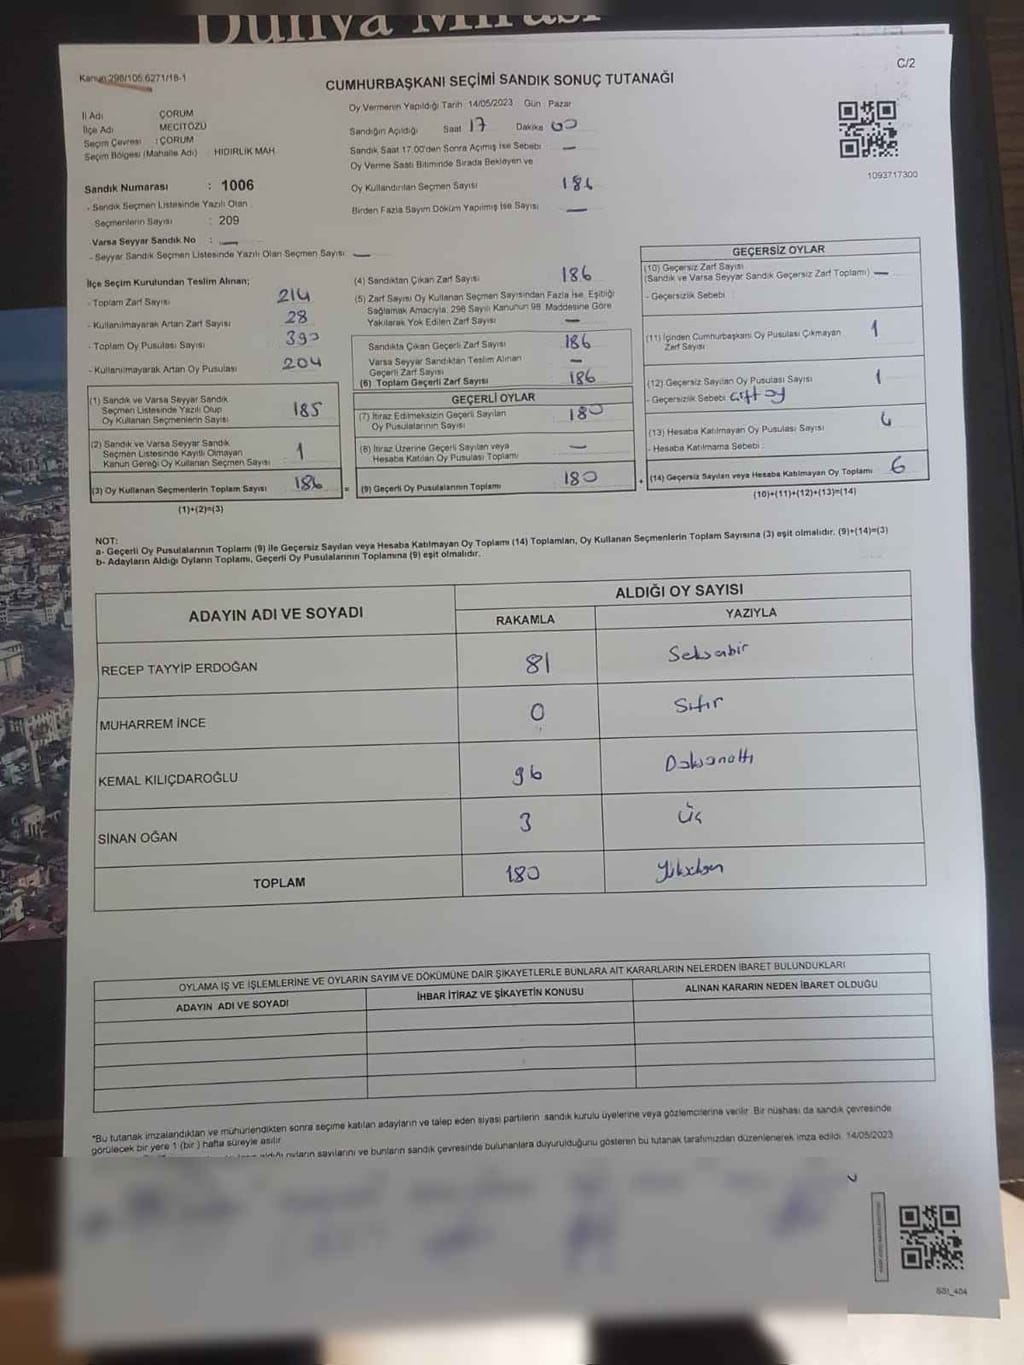 Dünya Mirası
Kanun:298/105.6271/18-1
C/2
CUMHURBAŞKANI SEÇİMİ SANDIK SONUÇ TUTANAĞI
İl Adı ÇORUM
İlçe Adı MECİTÖZÜ
Seçim Çevresi : ÇORUM
Seçim Bölgesi (Mahalle Adı) HIDIRLIK MAH.
Sandık Numarası : 1006
- Sandık Seçmen Listesinde Yazılı Olan
Seçmenlerin Sayısı : 209
Varsa Seyyar Sandık No : —
- Seyyar Sandık Seçmen Listesinde Yazılı Olan Seçmen Sayısı: —
Oy Vermenin Yapıldığı Tarih 14/05/2023 Gün Pazar
Sandığın Açıldığı Saat 17 Dakika 00
Sandık Saat 17.00'den Sonra Açımış İse Sebebi : —
Oy Verme Saati Bitiminde Sırada Bekleyen ve
Oy Kullandırılan Seçmen Sayısı 186
Birden Fazla Sayım Döküm Yapılmış İse Sayısı —
1093717300
İlçe Seçim Kurulundan Teslim Alınan;
- Toplam Zarf Sayısı 214
- Kullanılmayarak Artan Zarf Sayısı 28
- Toplam Oy Pusulası Sayısı 390
- Kullanılmayarak Artan Oy Pusulası 204
(1) Sandık ve Varsa Seyyar Sandık
Seçmen Listesinde Yazılı Olup
Oy Kullanan Seçmenlerin Sayısı 185
(2) Sandık ve Varsa Seyyar Sandık
Seçmen Listesinde Kayıtlı Olmayan
Kanun Gereği Oy Kullanan Seçmen Sayısı 1
(3) Oy Kullanan Seçmenlerin Toplam Sayısı 186 =
(1)+(2)=(3)
(4) Sandıktan Çıkan Zarf Sayısı 186
(5) Zarf Sayısı Oy Kullanan Seçmen Sayısından Fazla İse, Eşitliği
Sağlamak Amacıyla, 298 Sayılı Kanunun 98. Maddesine Göre
Yakılarak Yok Edilen Zarf Sayısı —
Sandıkta Çıkan Geçerli Zarf Sayısı 186
Varsa Seyyar Sandıktan Teslim Alınan
Geçerli Zarf Sayısı —
(6) Toplam Geçerli Zarf Sayısı 186
GEÇERLİ OYLAR
(7) İtiraz Edilmeksizin Geçerli Sayılan
Oy Pusulalarının Sayısı 180
(8) İtiraz Üzerine Geçerli Sayılan veya
Hesaba Katılan Oy Pusulası Toplamı —
(9) Geçerli Oy Pusulalarının Toplamı 180 +
GEÇERSİZ OYLAR
(10) Geçersiz Zarf Sayısı
(Sandık ve Varsa Seyyar Sandık Geçersiz Zarf Toplamı) —
- Geçersizlik Sebebi :
(11) İçinden Cumhurbaşkanı Oy Pusulası Çıkmayan
Zarf Sayısı 1
(12) Geçersiz Sayılan Oy Pusulası Sayısı 1
- Geçersizlik Sebebi : çift oy
(13) Hesaba Katılmayan Oy Pusulası Sayısı 4
- Hesaba Katılmama Sebebi :
(14) Geçersiz Sayılan veya Hesaba Katılmayan Oy Toplamı 6
(10)+(11)+(12)+(13)=(14)
NOT:
a- Geçerli Oy Pusulalarının Toplamı (9) ile Geçersiz Sayılan veya Hesaba Katılmayan Oy Toplamı (14) Toplamları, Oy Kullanan Seçmenlerin Toplam Sayısına (3) eşit olmalıdır. (9)+(14)=(3)
b- Adayların Aldığı Oyların Toplamı, Geçerli Oy Pusulalarının Toplamına (9) eşit olmalıdır.
ADAYIN ADI VE SOYADI ALDIĞI OY SAYISI
RAKAMLA YAZIYLA
RECEP TAYYİP ERDOĞAN 81 Seksenbir
MUHARREM İNCE 0 Sıfır
KEMAL KILIÇDAROĞLU 96 Doksanaltı
SİNAN OĞAN 3 Üç
TOPLAM 180 Yüzseksen
OYLAMA İŞ VE İŞLEMLERİNE VE OYLARIN SAYIM VE DÖKÜMÜNE DAİR ŞİKAYETLERLE BUNLARA AİT KARARLARIN NELERDEN İBARET BULUNDUKLARI
ADAYIN ADI VE SOYADI İHBAR İTİRAZ VE ŞİKAYETİN KONUSU ALINAN KARARIN NEDEN İBARET OLDUĞU
*Bu tutanak imzalandıktan ve mühürlendikten sonra seçime katılan adayların ve talep eden siyasi partilerin sandık kurulu üyelerine veya gözlemcilerine verilir. Bir nüshası da sandık çevresinde
görülecek bir yere 1 (bir) hafta süreyle asılır.
aldığı oyların sayılarını ve bunların sandık çevresinde bulunanlara duyurulduğunu gösteren bu tutanak tarafımızdan düzenlenerek imza edildi. 14/05/2023